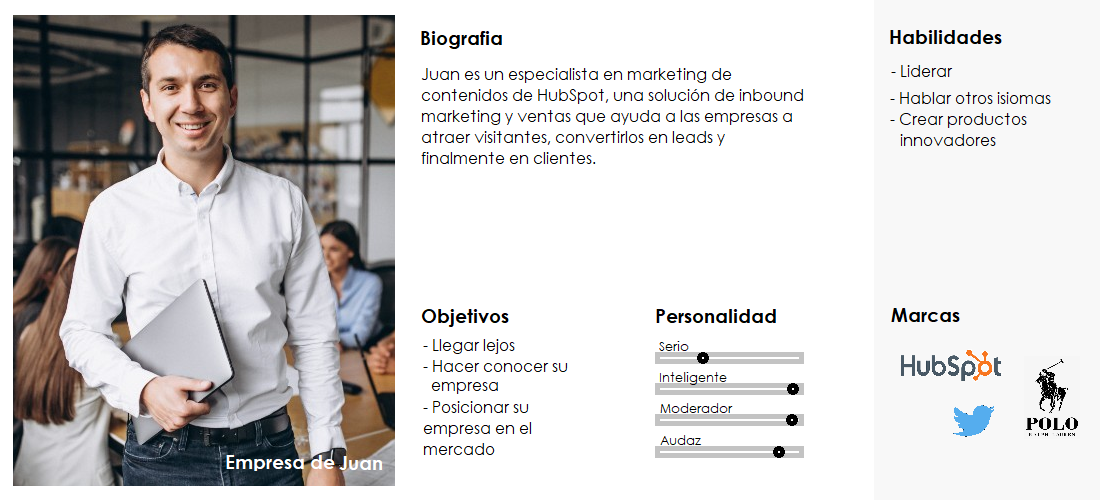 Biografia
Juan es un especialista en marketing de
contenidos de HubSpot, una solución de inbound
marketing y ventas que ayuda a las empresas a
atraer visitantes, convertirlos en leads y
finalmente en clientes.
Habilidades
- Liderar
- Hablar otros isiomas
- Crear productos
innovadores
Objetivos
- Llegar lejos
- Hacer conocer su
empresa
- Posicionar su
empresa en el
mercado
Personalidad
Serio
Inteligente
Moderador
Audaz
Marcas
HubSpot
POLO
RALPH LAUREN
Empresa de Juan